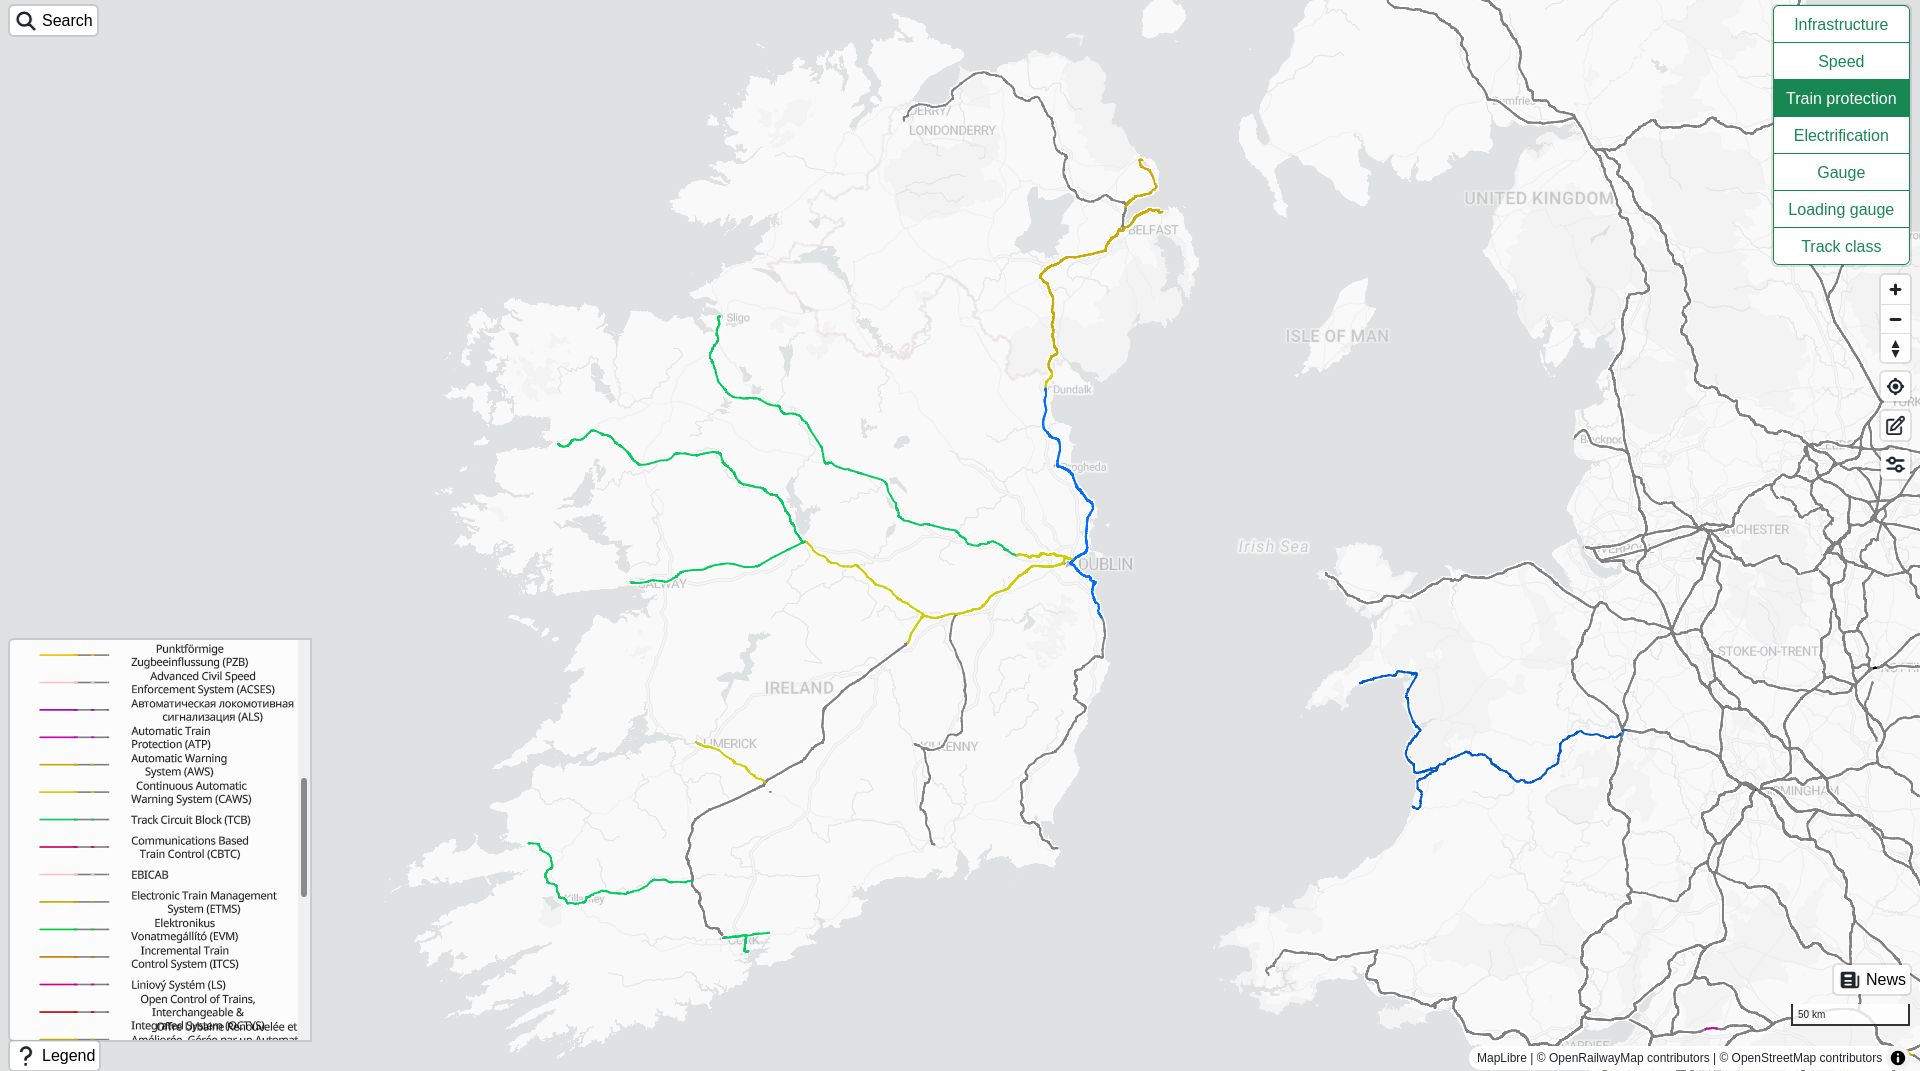 Search
Infrastructure
Speed
Train protection
Electrification
Gauge
Loading gauge
Track class
DERRY/
LONDONDERRY
Dumfries
UNITED KINGDOM
BELFAST
Sligo
ISLE OF MAN
Dundalk
Blackpool
Drogheda
Irish Sea
DUBLIN
GALWAY
STOKE-ON-TRENT
IRELAND
LIMERICK
KILKENNY
BIRMINGHAM
Killarney
CORK
CARDIFF
Punktförmige
Zugbeeinflussung (PZB)
Advanced Civil Speed
Enforcement System (ACSES)
Автоматическая локомотивная
сигнализация (ALS)
Automatic Train
Protection (ATP)
Automatic Warning
System (AWS)
Continuous Automatic
Warning System (CAWS)
Track Circuit Block (TCB)
Communications Based
Train Control (CBTC)
EBICAB
Electronic Train Management
System (ETMS)
Elektronikus
Vonatmegállító (EVM)
Incremental Train
Control System (ITCS)
Liniový Systém (LS)
Open Control of Trains,
Interchangeable &
Integrated System (OCTYS)
Offre Urbaine Renouvelée et
Améliorée, Gérée par un Automat
Legend
News
50 km
MapLibre | © OpenRailwayMap contributors | © OpenStreetMap contributors